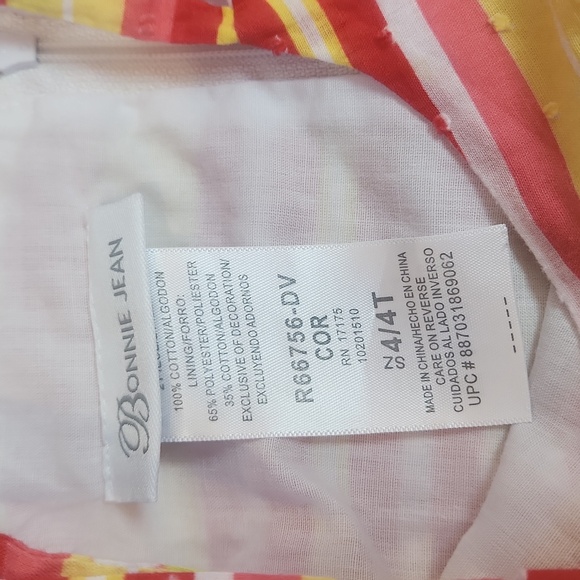 BONNIE JEAN
100% COTTON/ALGODON
LINING/FORRO:
65% POLYESTER/POLIESTER
35% COTTON/ALGODON
EXCLUSIVE OF DECORATION/
EXCLUYENDO ADORNOS
R66756-DV
COR
RN 17175
10201510
SZ 4/4T
MADE IN CHINA/HECHO EN CHINA
CARE ON REVERSE
CUIDADOS AL LADO INVERSO
UPC # 887031869062
-----